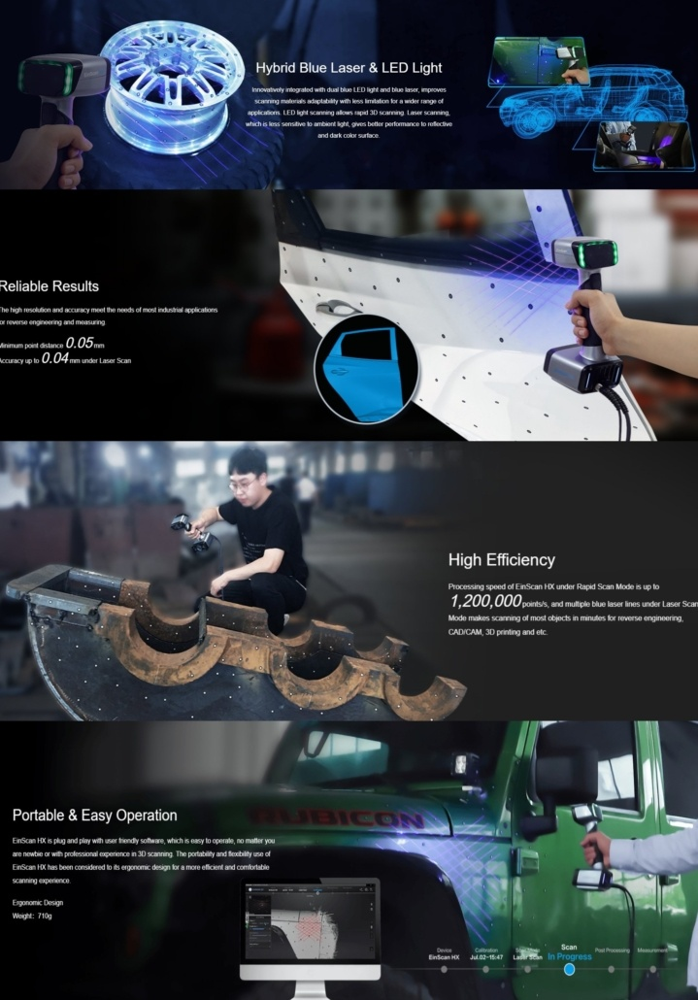 Hybrid Blue Laser & LED Light
Innovatively integrated with dual blue LED light and blue laser, improves
scanning materials adaptability with less limitation for a wider range of
applications. LED light scanning allows rapid 3D scanning. Laser scanning,
which is less sensitive to ambient light, gives better performance to reflective
and dark color surface.
Reliable Results
The high resolution and accuracy meet the needs of most industrial applications
or reverse engineering and measuring.
Minimum point distance 0.05 mm
Accuracy up to 0.04 mm under Laser Scan
High Efficiency
Processing speed of EinScan HX under Rapid Scan Mode is up to
1,200,000 points/s, and multiple blue laser lines under Laser Scan
Mode makes scanning of most objects in minutes for reverse engineering,
CAD/CAM, 3D printing and etc.
RUBICON
Portable & Easy Operation
EinScan HX is plug and play with user friendly software, which is easy to operate, no matter you
are newbie or with professional experience in 3D scanning. The portability and flexibility use of
EinScan HX has been considered to its ergonomic design for a more efficient and comfortable
scanning experience.
Ergonomic Design
Weight: 710g
Device
EinScan HX
Calibration
Jul.02-15:47
Mode
Laser Scan
Scan
In Progress
Post Processing
Measurement